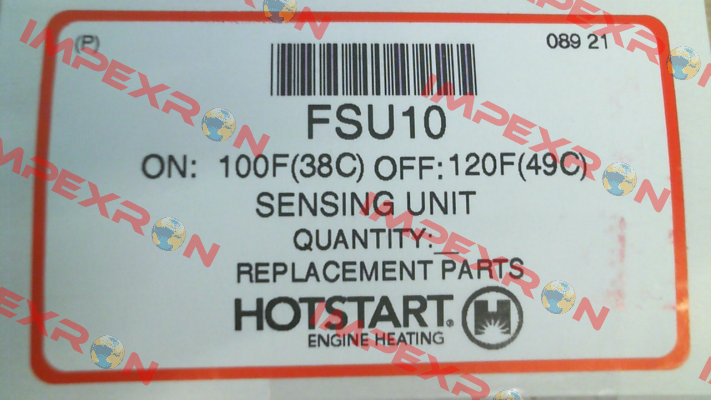 (P) 089 21
FSU10
ON: 100F(38C) OFF: 120F(49C)
SENSING UNIT
QUANTITY:_
REPLACEMENT PARTS
HOTSTART®
ENGINE HEATING
IMPEXRON
IMPEXRON
IMPEXRON
IMPEXRON
IMPEXRON
IMPEXRON